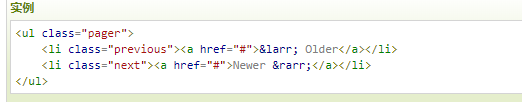 实例
<ul class="pager">
    <li class="previous"><a href="#">&larr; Older</a></li>
    <li class="next"><a href="#">Newer &rarr;</a></li>
</ul>